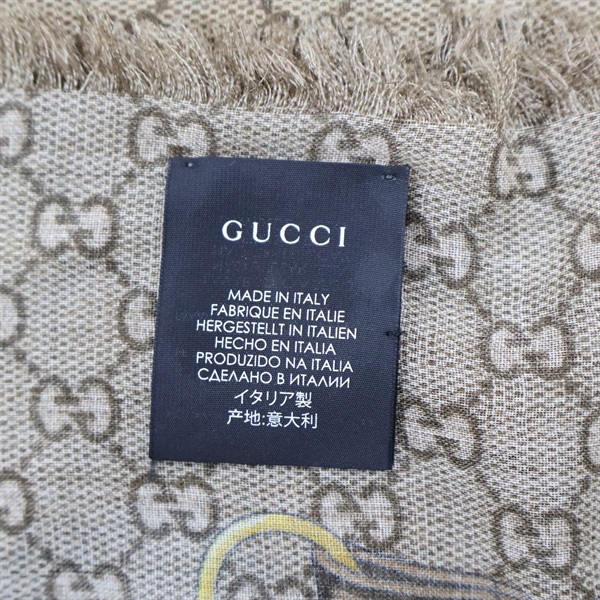 GUCCI
MADE IN ITALY
FABRIQUE EN ITALIE
HERGESTELLT IN ITALIEN
HECHO EN ITALIA
PRODUZIDO NA ITALIA
СДЕЛАНО В ИТАЛИИ
イタリア製
产地:意大利